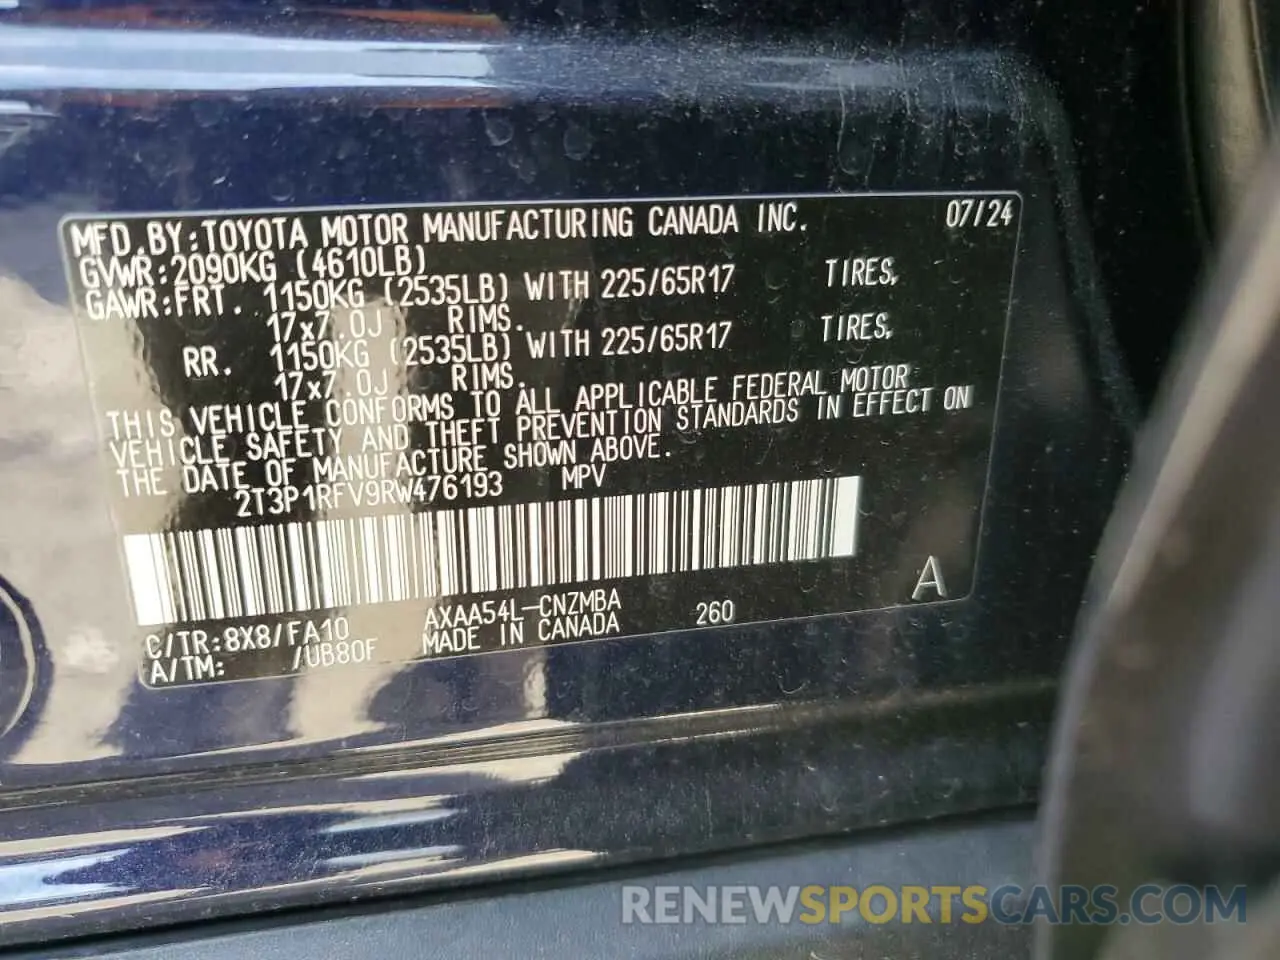 MFD.BY:TOYOTA MOTOR MANUFACTURING CANADA INC. 07/24
GVWR:2090KG (4610LB)
GAWR:FRT. 1150KG (2535LB) WITH 225/65R17 TIRES,
17x7.0J RIMS.
RR. 1150KG (2535LB) WITH 225/65R17 TIRES,
17x7.0J RIMS.
THIS VEHICLE CONFORMS TO ALL APPLICABLE FEDERAL MOTOR
VEHICLE SAFETY AND THEFT PREVENTION STANDARDS IN EFFECT ON
THE DATE OF MANUFACTURE SHOWN ABOVE.
2T3P1RFV9RW476193 MPV
A
C/TR:8X8/FA10 AXAA54L-CNZMBA 260
A/TM: /UB80F MADE IN CANADA
RENEWSPORTSCARS.COM